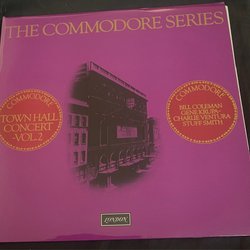 THE COMMODORE SERIES
COMMODORE
TOWN HALL
CONCERT
-VOL.2-
COMMODORE
BILL COLEMAN
GENE KRUPA-
CHARLIE VENTURA
STUFF SMITH
LONDON